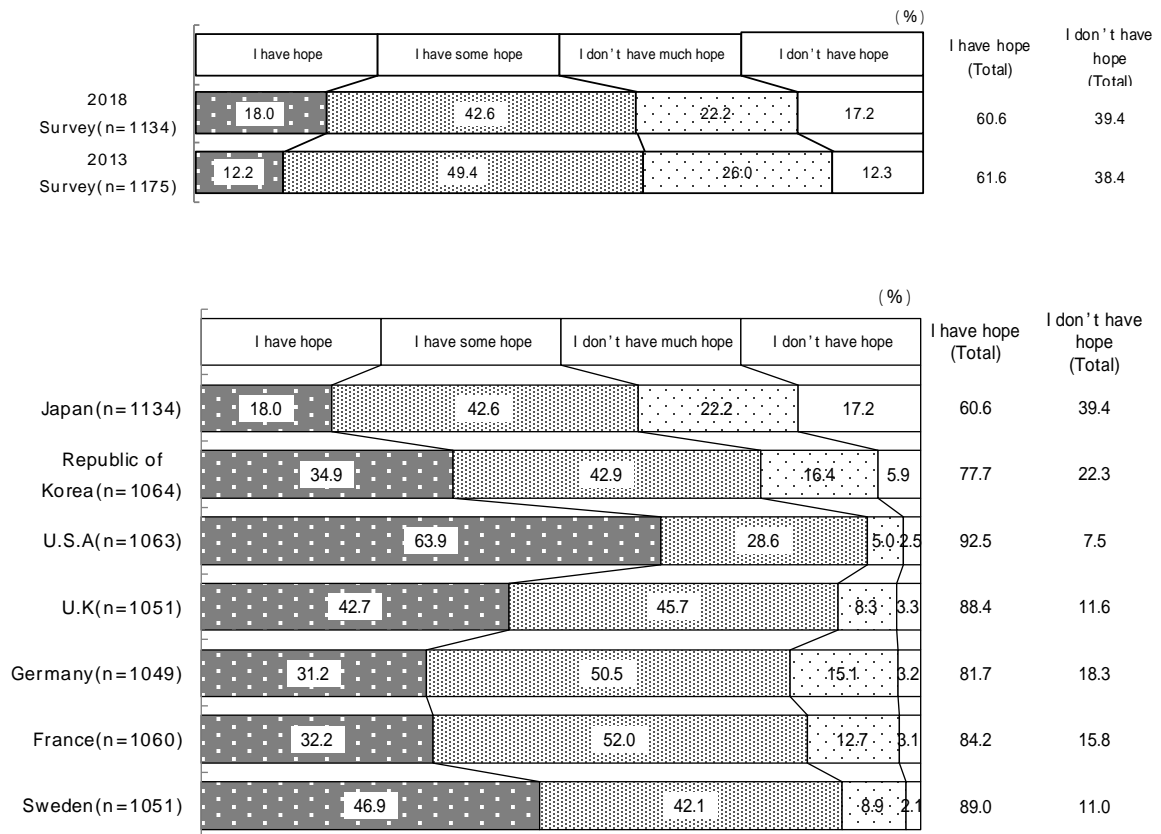 (%)
I have hope I have some hope I don't have much hope I don't have hope
I have hope
(Total)
I don't have
hope
(Total)
2018
Survey(n=1134)
18.0 42.6 22.2 17.2 60.6 39.4
2013
Survey(n=1175)
12.2 49.4 26.0 12.3 61.6 38.4
(%)
I have hope I have some hope I don't have much hope I don't have hope
I have hope
(Total)
I don't have
hope
(Total)
Japan(n=1134) 18.0 42.6 22.2 17.2 60.6 39.4
Republic of
Korea(n=1064) 34.9 42.9 16.4 5.9 77.7 22.3
U.S.A(n=1063) 63.9 28.6 5.0 2.5 92.5 7.5
U.K(n=1051) 42.7 45.7 8.3 3.3 88.4 11.6
Germany(n=1049) 31.2 50.5 15.1 3.2 81.7 18.3
France(n=1060) 32.2 52.0 12.7 3.1 84.2 15.8
Sweden(n=1051) 46.9 42.1 8.9 2.1 89.0 11.0